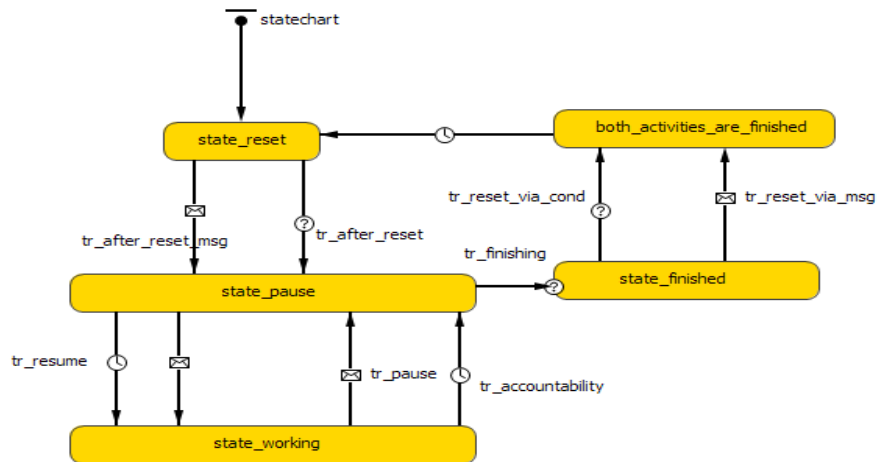 statechart
both_activities_are_finished
state_reset
tr_reset_via_cond
tr_reset_via_msg
tr_after_reset_msg
tr_after_reset
tr_finishing
state_pause
state_finished
tr_resume
tr_pause
tr_accountability
state_working